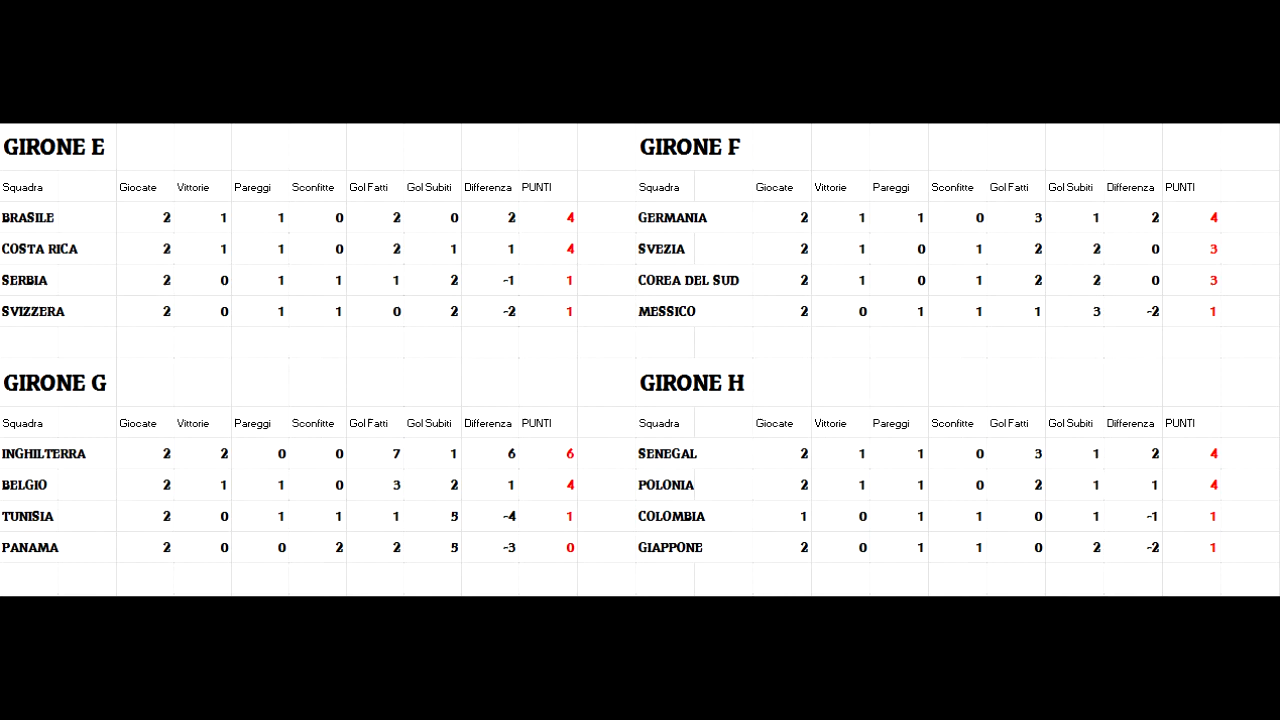 GIRONE E
Squadra Giocate Vittorie Pareggi Sconfitte Gol Fatti Gol Subiti Differenza PUNTI
BRASILE 2 1 1 0 2 0 2 4
COSTA RICA 2 1 1 0 2 1 1 4
SERBIA 2 0 1 1 1 2 -1 1
SVIZZERA 2 0 1 1 0 2 -2 1
GIRONE F
Squadra Giocate Vittorie Pareggi Sconfitte Gol Fatti Gol Subiti Differenza PUNTI
GERMANIA 2 1 1 0 3 1 2 4
SVEZIA 2 1 0 1 2 2 0 3
COREA DEL SUD 2 1 0 1 2 2 0 3
MESSICO 2 0 1 1 1 3 -2 1
GIRONE G
Squadra Giocate Vittorie Pareggi Sconfitte Gol Fatti Gol Subiti Differenza PUNTI
INGHILTERRA 2 2 0 0 7 1 6 6
BELGIO 2 1 1 0 3 2 1 4
TUNISIA 2 0 1 1 1 5 -4 1
PANAMA 2 0 0 2 2 5 -3 0
GIRONE H
Squadra Giocate Vittorie Pareggi Sconfitte Gol Fatti Gol Subiti Differenza PUNTI
SENEGAL 2 1 1 0 3 1 2 4
POLONIA 2 1 1 0 2 1 1 4
COLOMBIA 1 0 1 1 0 1 -1 1
GIAPPONE 2 0 1 1 0 2 -2 1